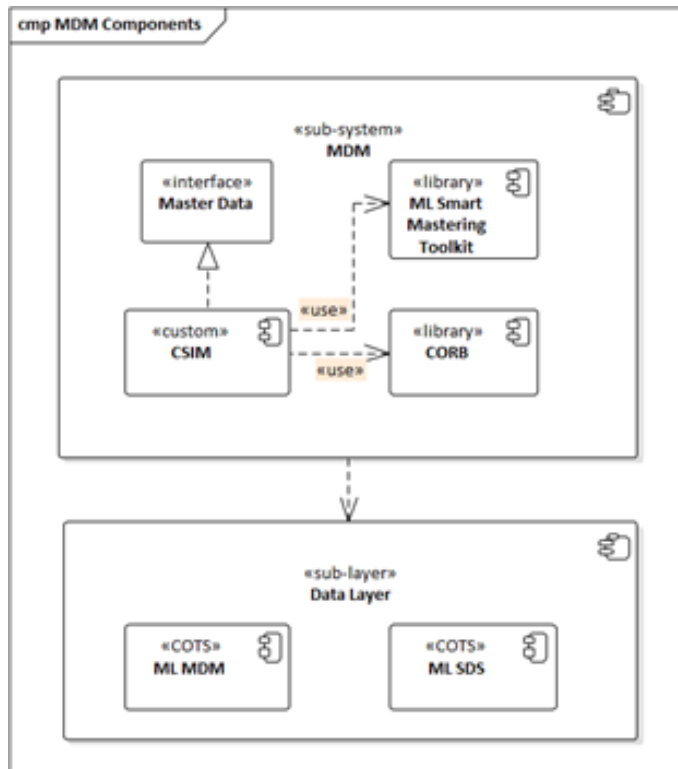 cmp MDM Components
«sub-system»
MDM
«interface»
Master Data
«library»
ML Smart
Mastering
Toolkit
«use»
«custom»
CSIM
«library»
CORB
«use»
«sub-layer»
Data Layer
«COTS»
ML MDM
«COTS»
ML SDS